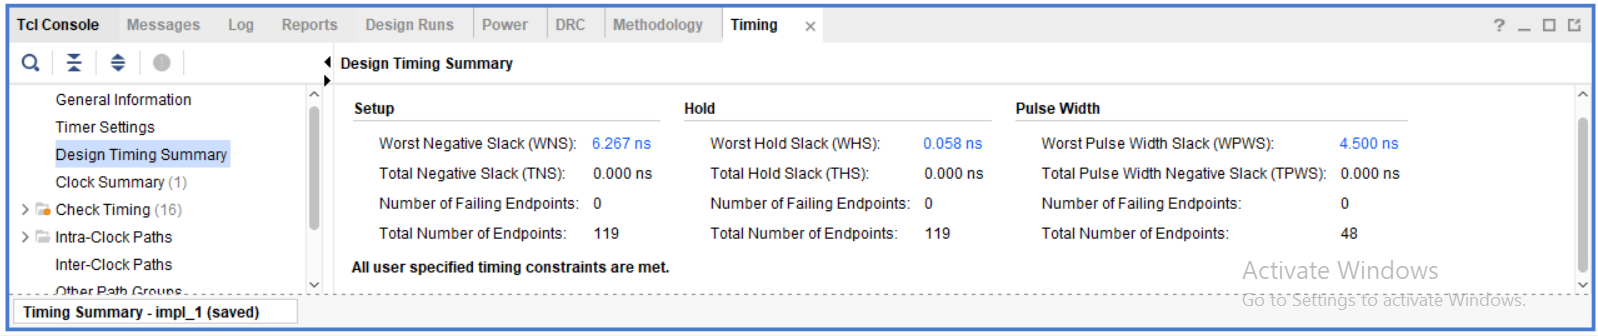 Tcl Console Messages Log Reports Design Runs Power DRC Methodology Timing × ?
Design Timing Summary
General Information
Timer Settings
Design Timing Summary
Clock Summary (1)
Check Timing (16)
Intra-Clock Paths
Inter-Clock Paths
Other Path Groups
Setup Hold Pulse Width
Worst Negative Slack (WNS): 6.267 ns Worst Hold Slack (WHS): 0.058 ns Worst Pulse Width Slack (WPWS): 4.500 ns
Total Negative Slack (TNS): 0.000 ns Total Hold Slack (THS): 0.000 ns Total Pulse Width Negative Slack (TPWS): 0.000 ns
Number of Failing Endpoints: 0 Number of Failing Endpoints: 0 Number of Failing Endpoints: 0
Total Number of Endpoints: 119 Total Number of Endpoints: 119 Total Number of Endpoints: 48
All user specified timing constraints are met.
Activate Windows
Go to Settings to activate Windows.
Timing Summary - impl_1 (saved)